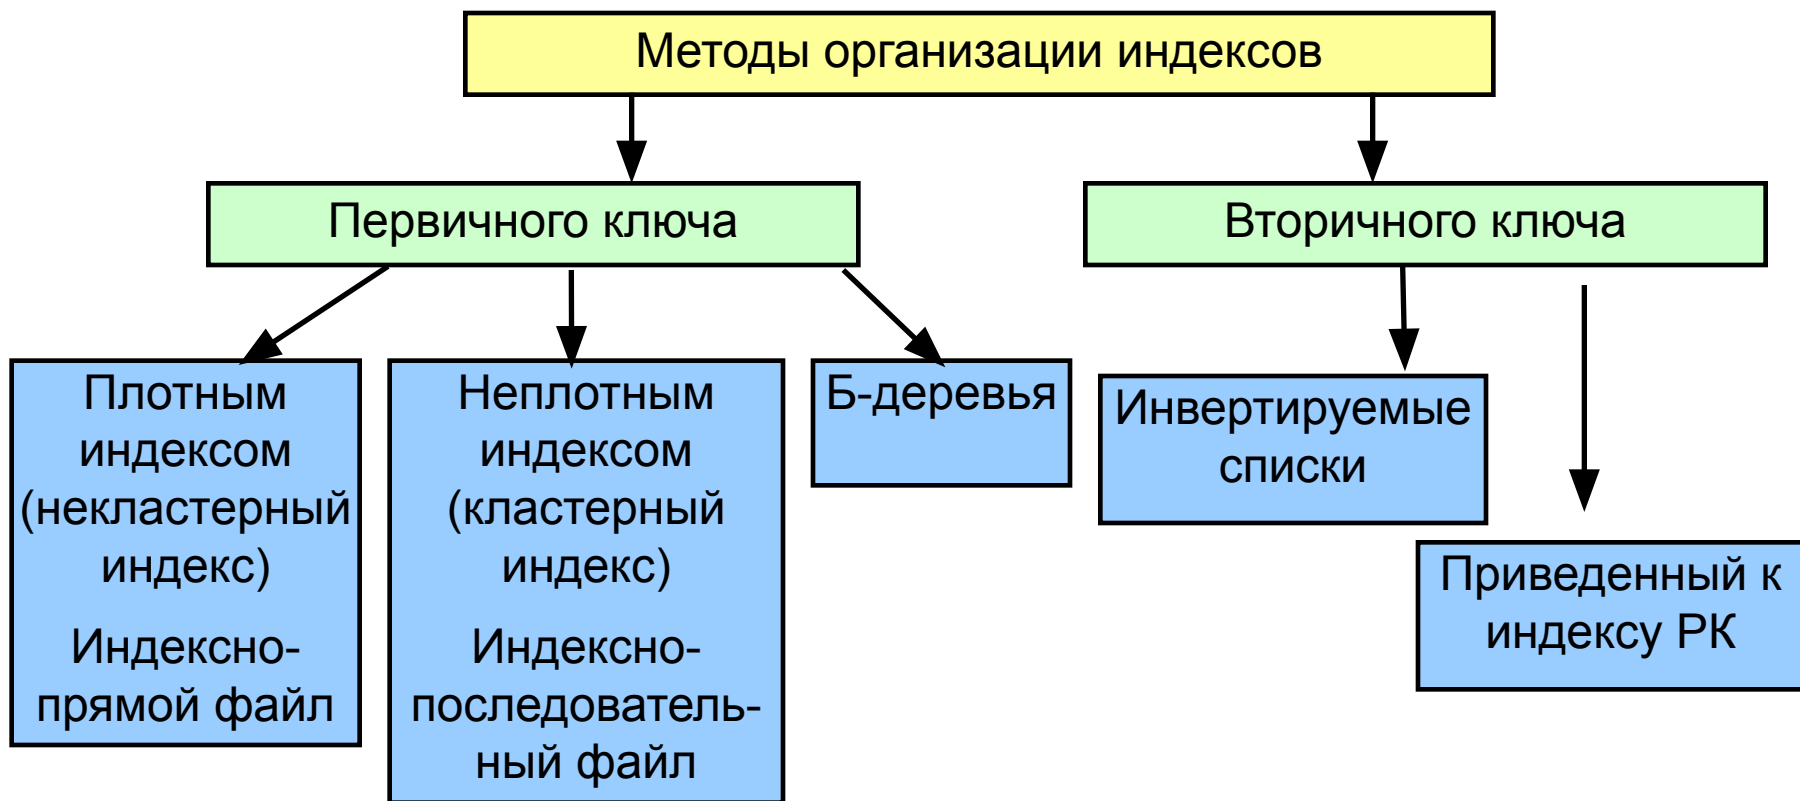 Методы организации индексов
Первичного ключа
Вторичного ключа
Плотным
индексом
(некластерный
индекс)
Индексно-
прямой файл
Неплотным
индексом
(кластерный
индекс)
Индексно-
последователь-
ный файл
Б-деревья
Инвертируемые
списки
Приведенный к
индексу РК